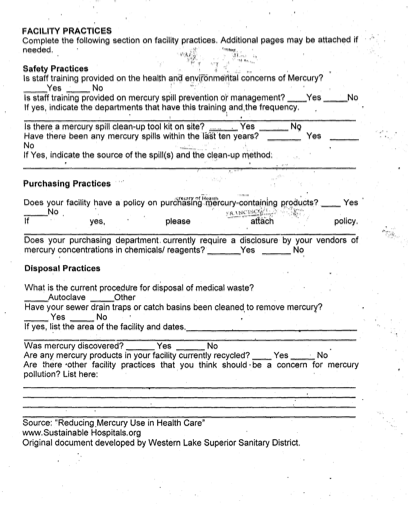 FACILITY PRACTICES
Complete the following section on facility practices. Additional pages may be attached if
needed.
Safety Practices
Is staff training provided on the health and environmental concerns of Mercury?
_____Yes _____ No
Is staff training provided on mercury spill prevention or management? ____Yes ____No
If yes, indicate the departments that have this training and the frequency.
Is there a mercury spill clean-up tool kit on site? ______ Yes ______ No
Have there been any mercury spills within the last ten years? ______ Yes ______
No
If Yes, indicate the source of the spill(s) and the clean-up method.
Purchasing Practices
Does your facility have a policy on purchasing mercury-containing products? ____ Yes
_____No
If yes, please attach policy.
Does your purchasing department currently require a disclosure by your vendors of
mercury concentrations in chemicals/ reagents? ______Yes ______ No
Disposal Practices
What is the current procedure for disposal of medical waste?
_____Autoclave _____Other
Have your sewer drain traps or catch basins been cleaned to remove mercury?
_____ Yes _____ No
If yes, list the area of the facility and dates.
Was mercury discovered? ______ Yes ______ No
Are any mercury products in your facility currently recycled? ____ Yes ____ No
Are there other facility practices that you think should be a concern for mercury
pollution? List here:
Source: "Reducing Mercury Use in Health Care"
www.Sustainable Hospitals.org
Original document developed by Western Lake Superior Sanitary District.